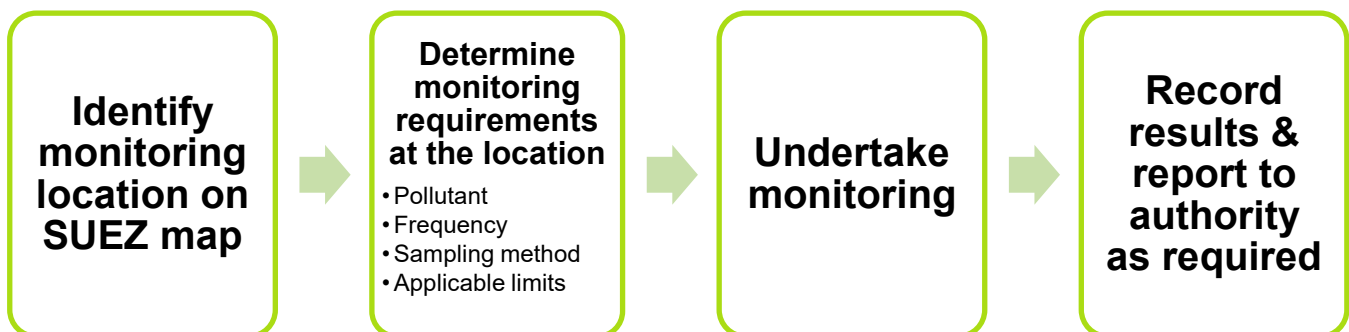 Identify
monitoring
location on
SUEZ map
Determine
monitoring
requirements
at the location
• Pollutant
• Frequency
• Sampling method
• Applicable limits
Undertake
monitoring
Record
results &
report to
authority
as required